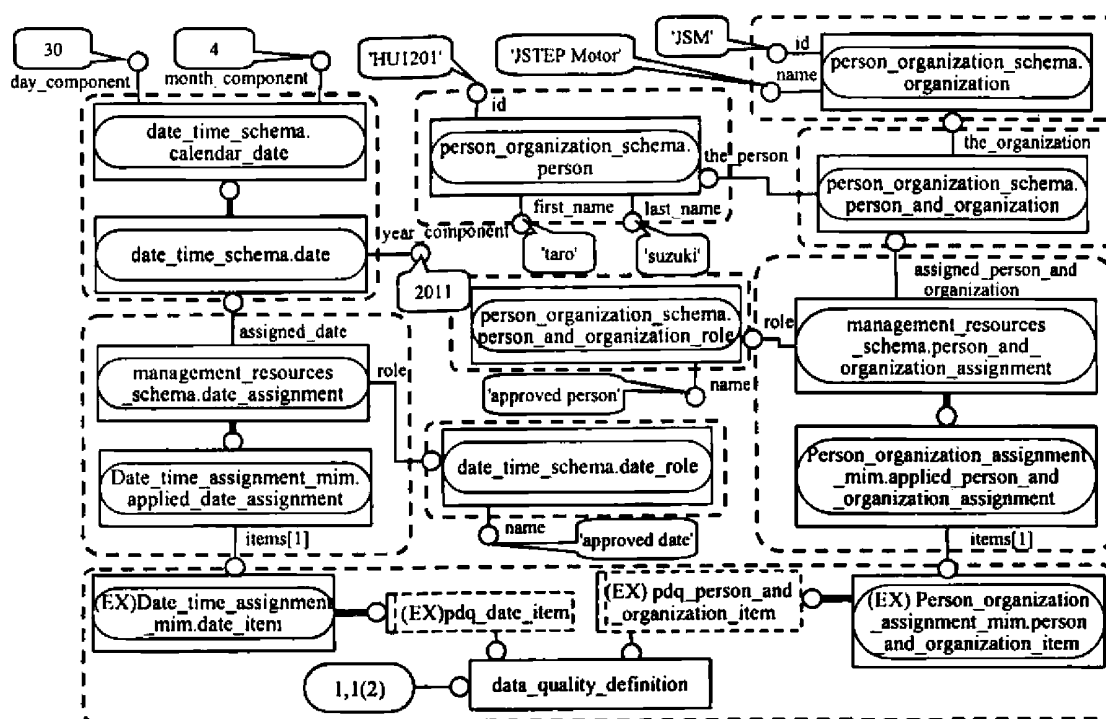 30
4
'HU1201'
'JSTEP Motor'
'JSM'
id
name
day_component
month_component
id
person_organization_schema.
organization
date_time_schema.
calendar_date
person_organization_schema.
person
the_person
the_organization
person_organization_schema.
person_and_organization
first_name
last_name
date_time_schema.date
year_component
'taro'
'suzuki'
2011
assigned_person_and
organization
assigned_date
person_organization_schema.
person_and_organization_role
role
management_resources
_schema.person_and_
organization_assignment
management_resources
_schema.date_assignment
role
name
'approved person'
Date_time_assignment_mim.
applied_date_assignment
date_time_schema.date_role
Person_organization_assignment
_mim.applied_person_and
_organization_assignment
name
'approved date'
items[1]
items[1]
(EX)Date_time_assignment
_mim.date_item
(EX)pdq_date_item
(EX) pdq_person_and
_organization_item
(EX) Person_organization
_assignment_mim.person
_and_organization_item
1,1(2)
data_quality_definition